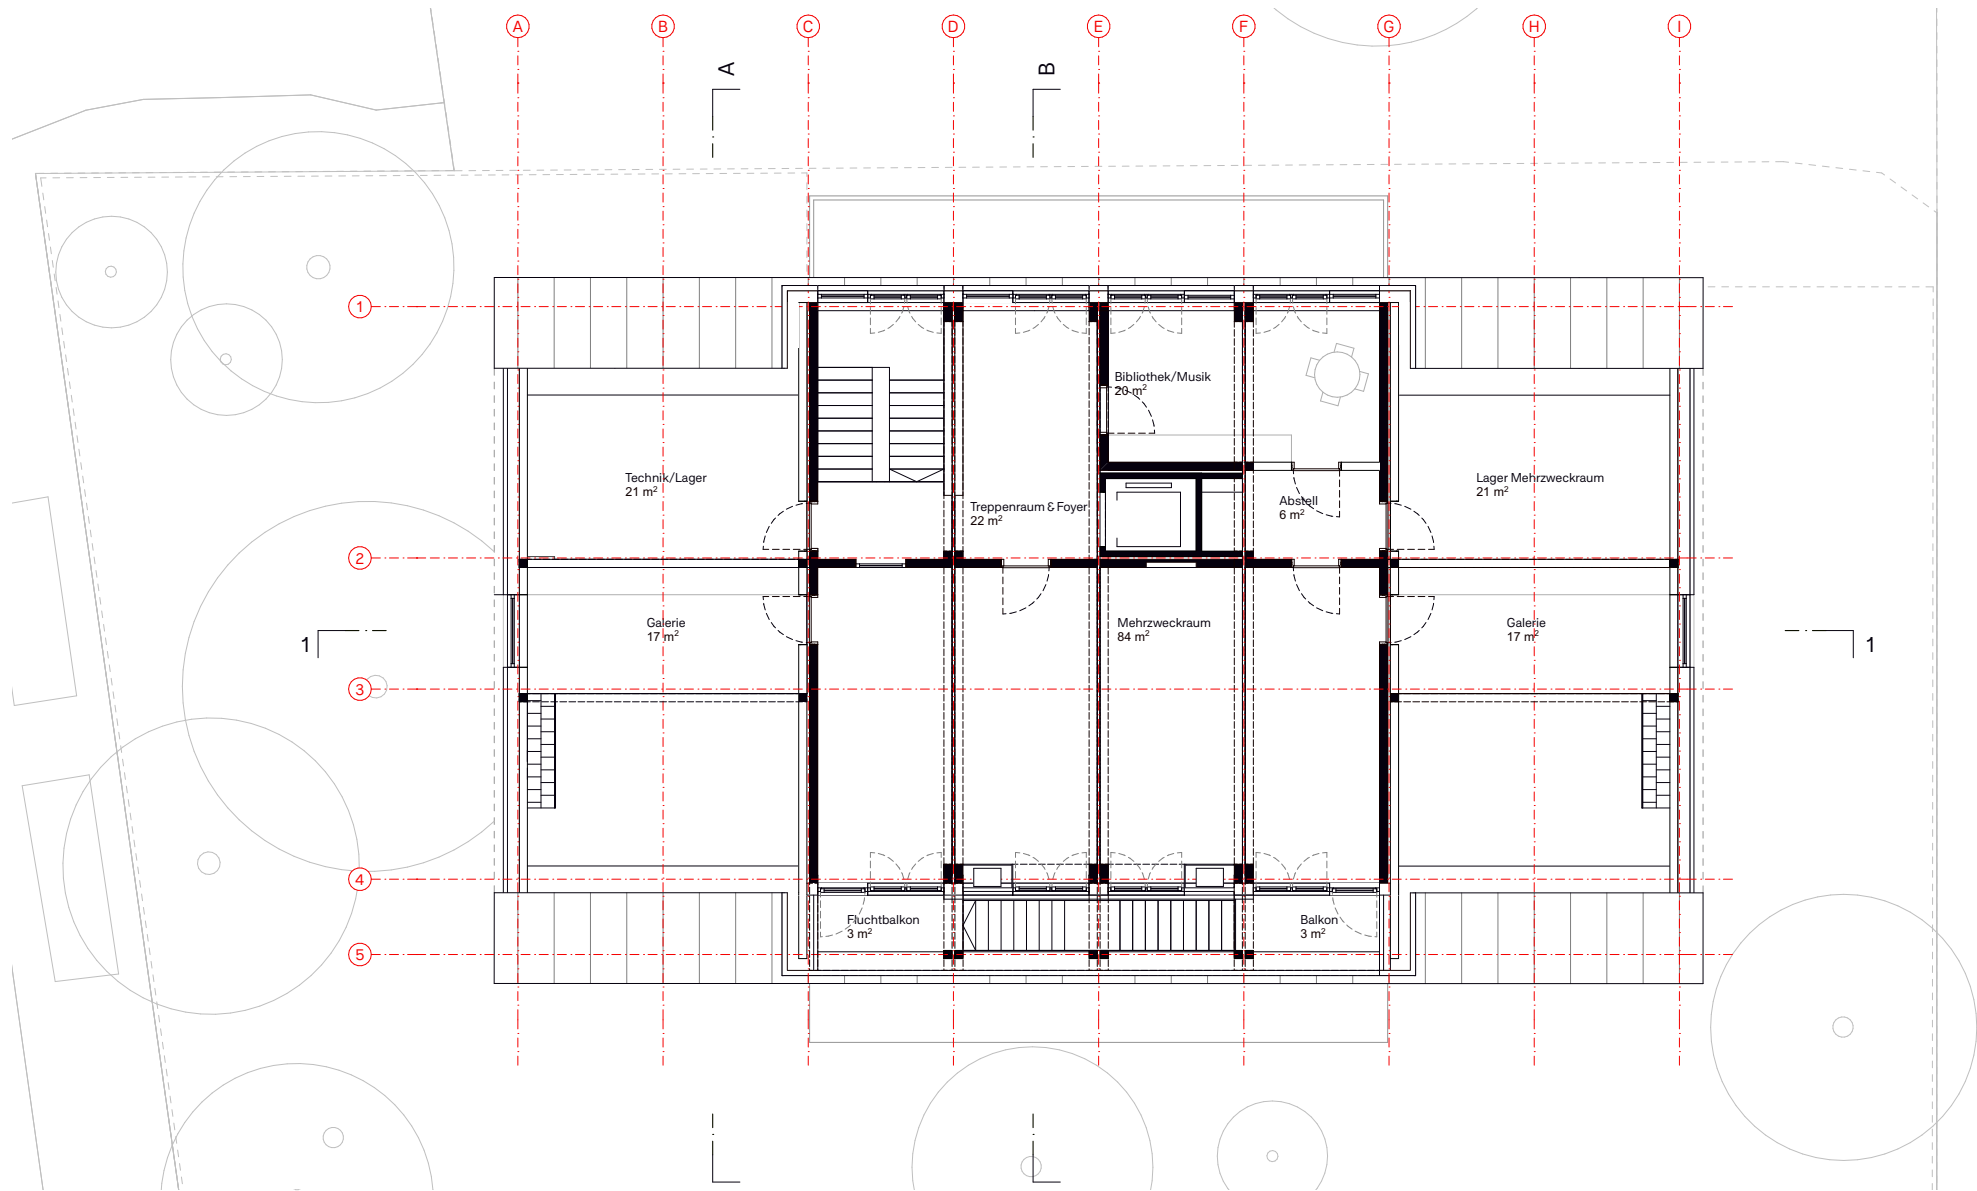 A
B
C
D
E
F
G
H
I
A
B
1
Bibliothek/Musik
20 m²
Technik/Lager
21 m²
Lager Mehrzweckraum
21 m²
Abstell
6 m²
Treppenraum & Foyer
22 m²
2
Galerie
17 m²
Mehrzweckraum
84 m²
Galerie
17 m²
1
1
3
4
Fluchtbalkon
3 m²
Balkon
3 m²
5